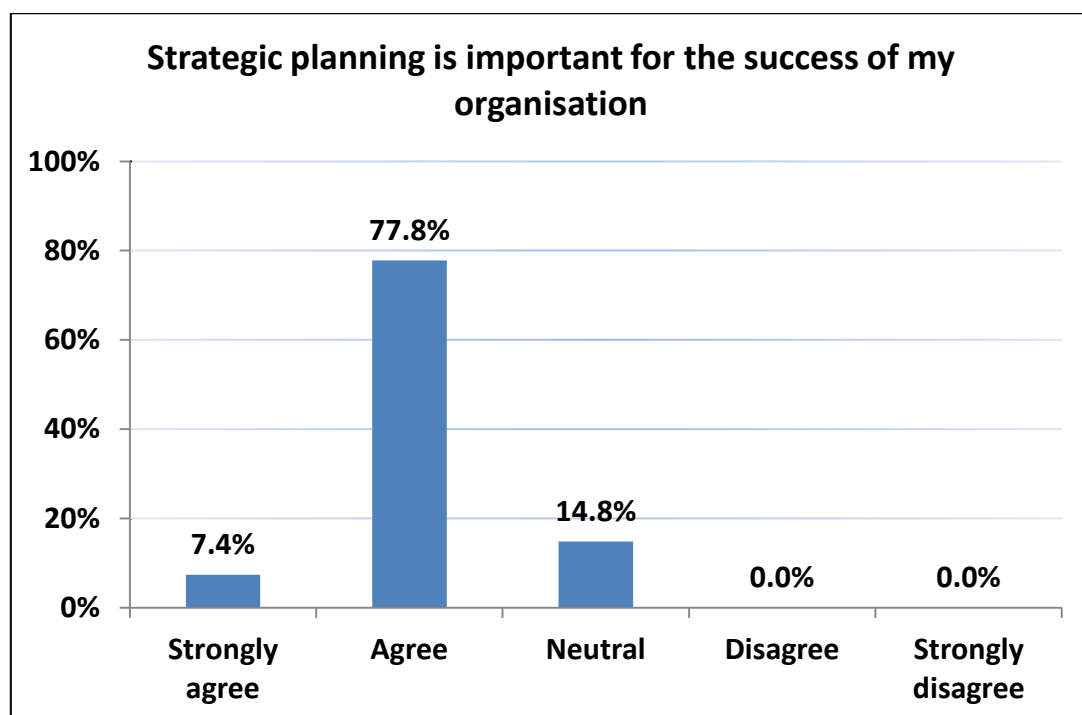 Strategic planning is important for the success of my
organisation
100%
80%
60%
40%
20%
0%
7.4%
77.8%
14.8%
0.0%
0.0%
Strongly
agree
Agree
Neutral
Disagree
Strongly
disagree